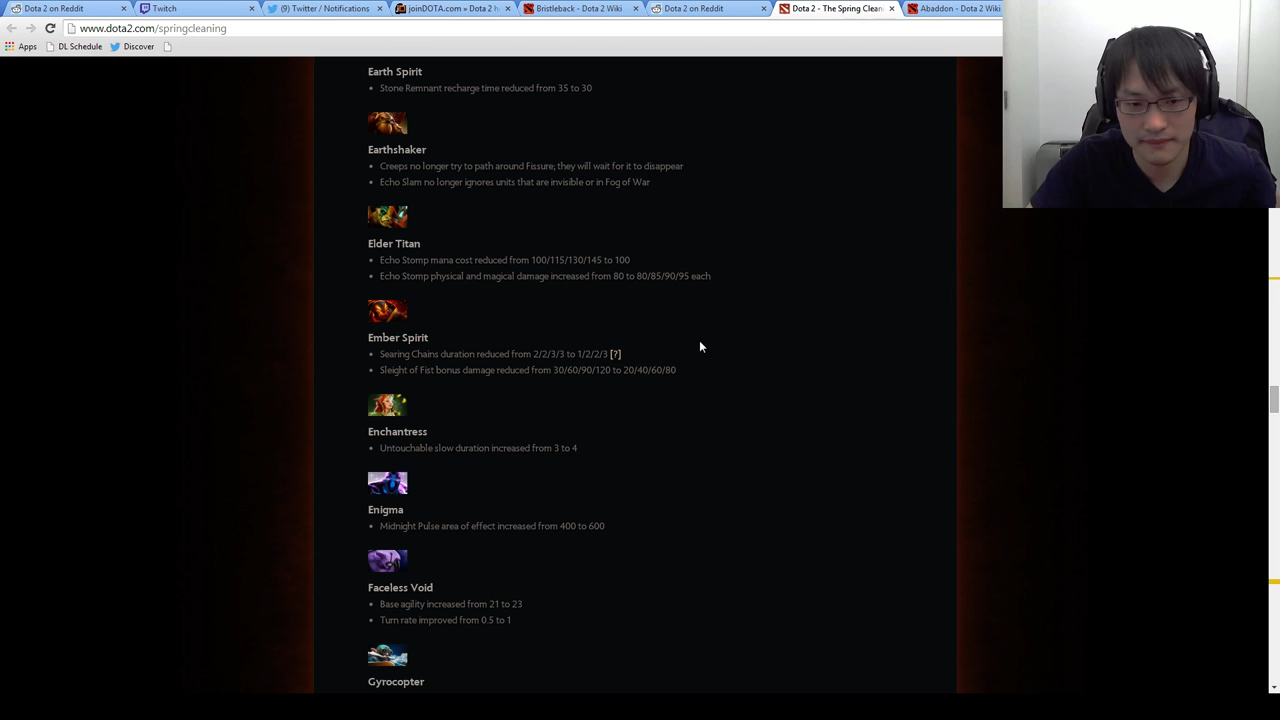 Dota 2 on Reddit
Twitch
(9) Twitter / Notifications
joinDOTA.com » Dota 2 h
Bristleback - Dota 2 Wiki
Dota 2 on Reddit
Dota 2 - The Spring Clean
Abaddon - Dota 2 Wiki
www.dota2.com/springcleaning
Apps
DL Schedule
Discover
Earth Spirit
• Stone Remnant recharge time reduced from 35 to 30
Earthshaker
• Creeps no longer try to path around Fissure; they will wait for it to disappear
• Echo Slam no longer ignores units that are invisible or in Fog of War
Elder Titan
• Echo Stomp mana cost reduced from 100/115/130/145 to 100
• Echo Stomp physical and magical damage increased from 80 to 80/85/90/95 each
Ember Spirit
• Searing Chains duration reduced from 2/2/3/3 to 1/2/2/3 [?]
• Sleight of Fist bonus damage reduced from 30/60/90/120 to 20/40/60/80
Enchantress
• Untouchable slow duration increased from 3 to 4
Enigma
• Midnight Pulse area of effect increased from 400 to 600
Faceless Void
• Base agility increased from 21 to 23
• Turn rate improved from 0.5 to 1
Gyrocopter